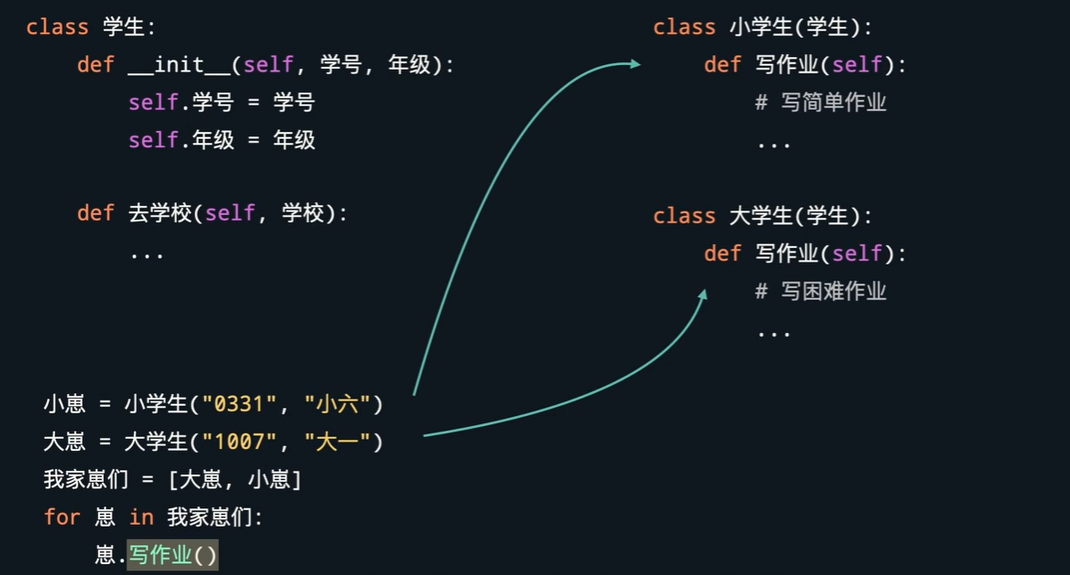 class 学生:
def __init__(self, 学号, 年级):
self.学号 = 学号
self.年级 = 年级
def 去学校(self, 学校):
...
class 小学生(学生):
def 写作业(self):
# 写简单作业
...
class 大学生(学生):
def 写作业(self):
# 写困难作业
...
小崽 = 小学生("0331", "小六")
大崽 = 大学生("1007", "大一")
我家崽们 = [大崽, 小崽]
for 崽 in 我家崽们:
崽.写作业()